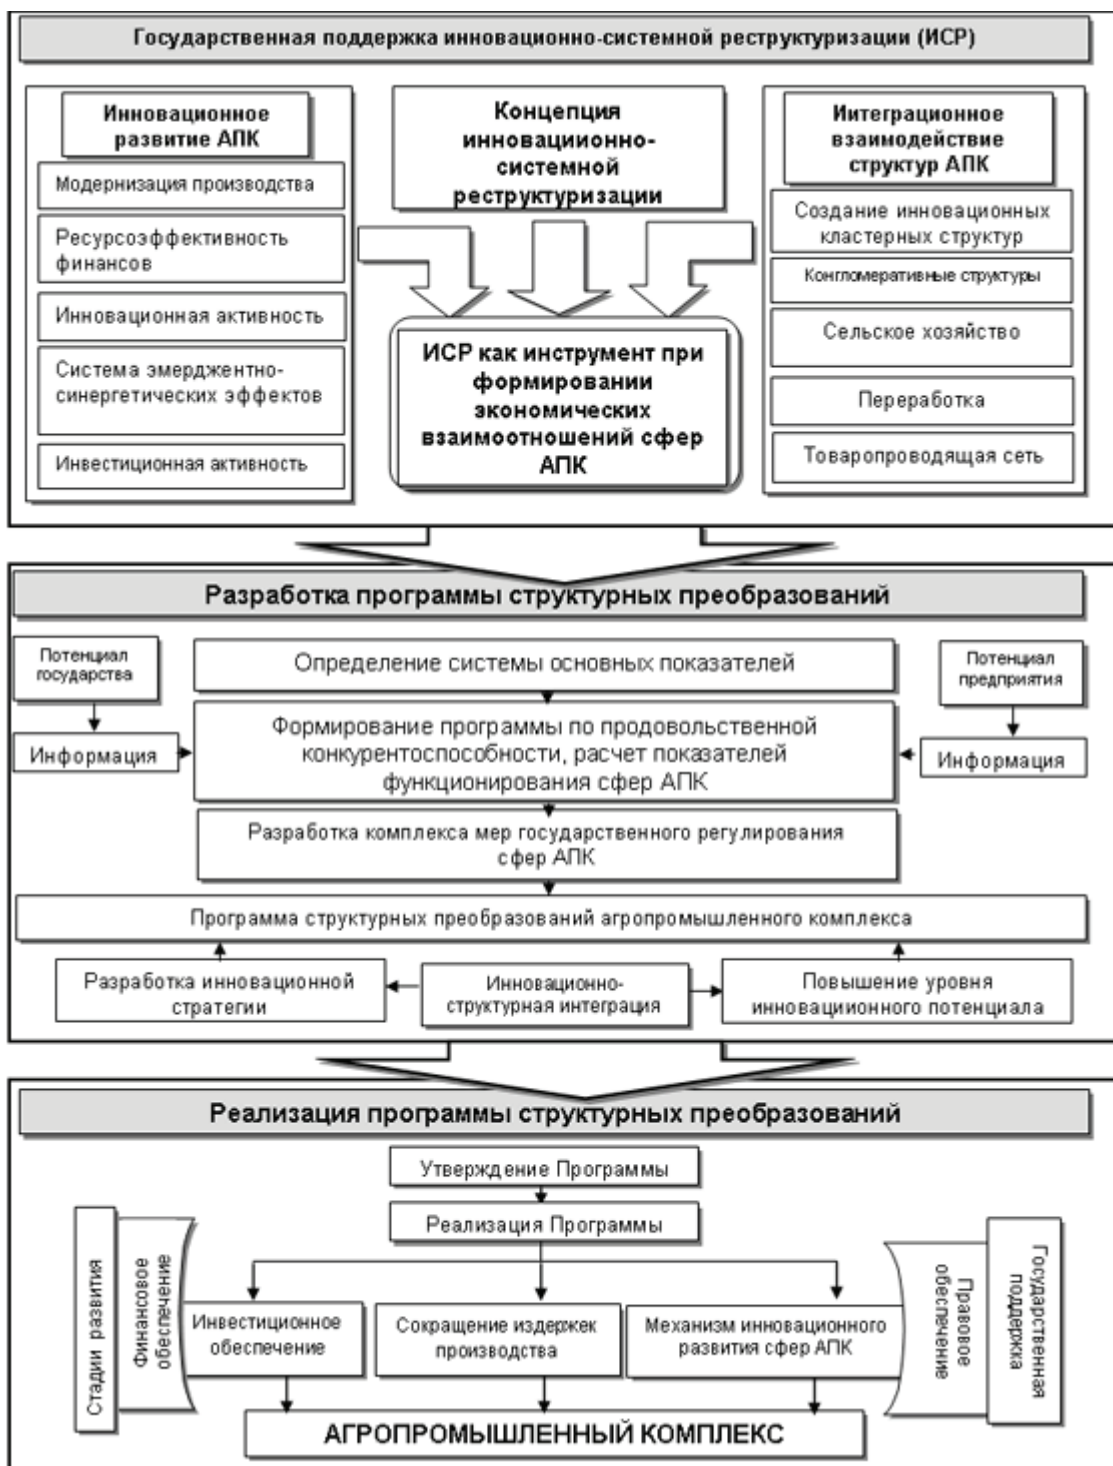 Государственная поддержка инновационно-системной реструктуризации (ИСР)
Инновационное
развитие АПК
Модернизация производства
Ресурсоэффективность
финансов
Инновационная активность
Система эмерджентно-
синергетических эффектов
Инвестиционная активность
Концепция
инновациионно-
системной
реструктуризации
ИСР как инструмент при
формировании
экономических
взаимоотношений сфер
АПК
Интеграционное
взаимодействие
структур АПК
Создание инновационных
кластерных структур
Конгломеративные структуры
Сельское хозяйство
Переработка
Товаропроводящая сеть
Разработка программы структурных преобразований
Потенциал
государства
Информация
Определение системы основных показателей
Формирование программы по продовольственной
конкурентоспособности, расчет показателей
функционирования сфер АПК
Разработка комплекса мер государственного регулирования
сфер АПК
Потенциал
предприятия
Информация
Программа структурных преобразований агропромышленного комплекса
Разработка инновационной
стратегии
Инновационно-
структурная интеграция
Повышение уровня
инновациионного потенциала
Реализация программы структурных преобразований
Утверждение Программы
Реализация Программы
Стадии развития
Финансовое
обеспечение
Инвестиционное
обеспечение
Сокращение издержек
производства
Механизм инновационного
развития сфер АПК
Правовое
обеспечение
Государственная
поддержка
АГРОПРОМЫШЛЕННЫЙ КОМПЛЕКС